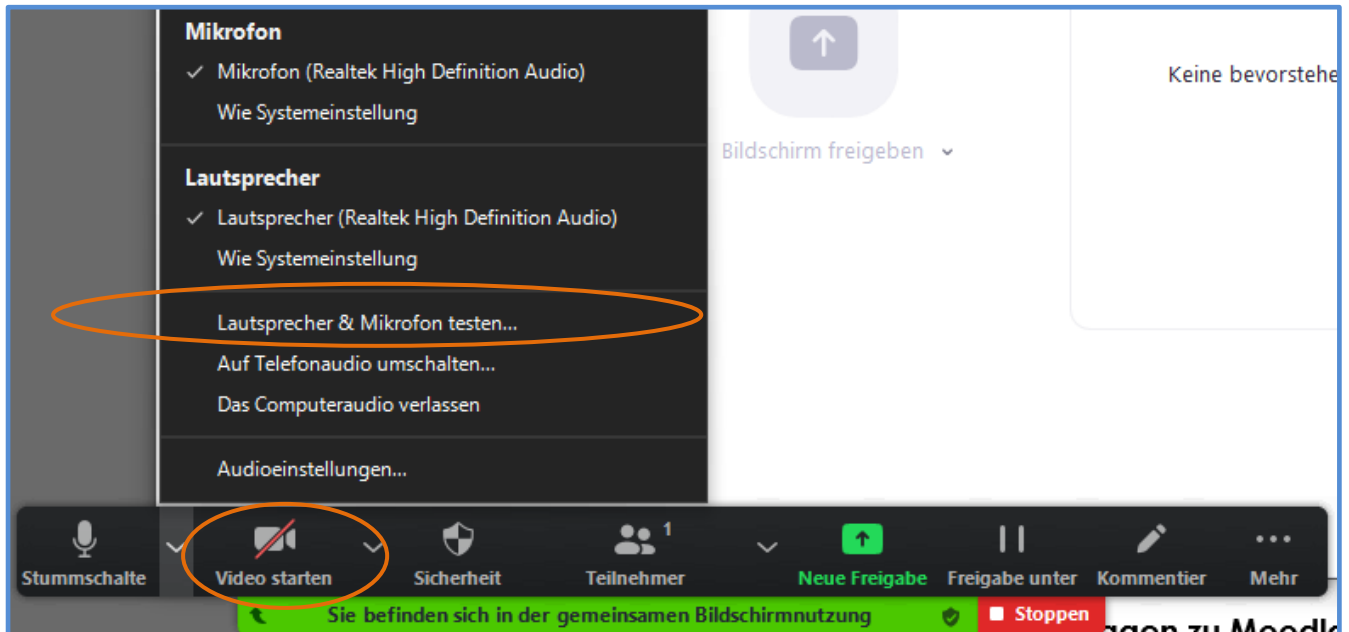 Mikrofon
Mikrofon (Realtek High Definition Audio)
Wie Systemeinstellung
Lautsprecher
Lautsprecher (Realtek High Definition Audio)
Wie Systemeinstellung
Lautsprecher & Mikrofon testen...
Auf Telefonaudio umschalten...
Das Computeraudio verlassen
Audioeinstellungen...
Bildschirm freigeben
Keine bevorstehe
1
Stummschalte Video starten Sicherheit Teilnehmer Neue Freigabe Freigabe unter Kommentier Mehr
Sie befinden sich in der gemeinsamen Bildschirmnutzung Stoppen
zu Moodle